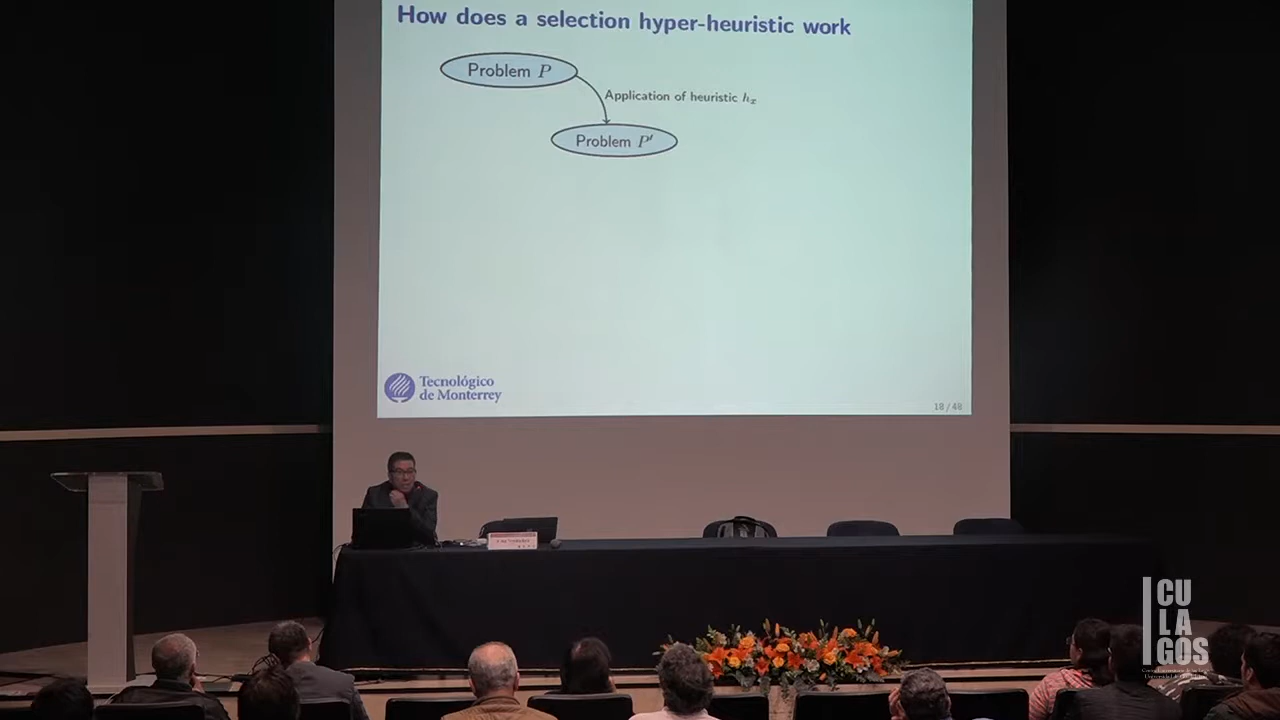 How does a selection hyper-heuristic work
Problem P
Application of heuristic hₓ
Problem P′
Tecnológico
de Monterrey
18 / 48
CU
LA
GOS